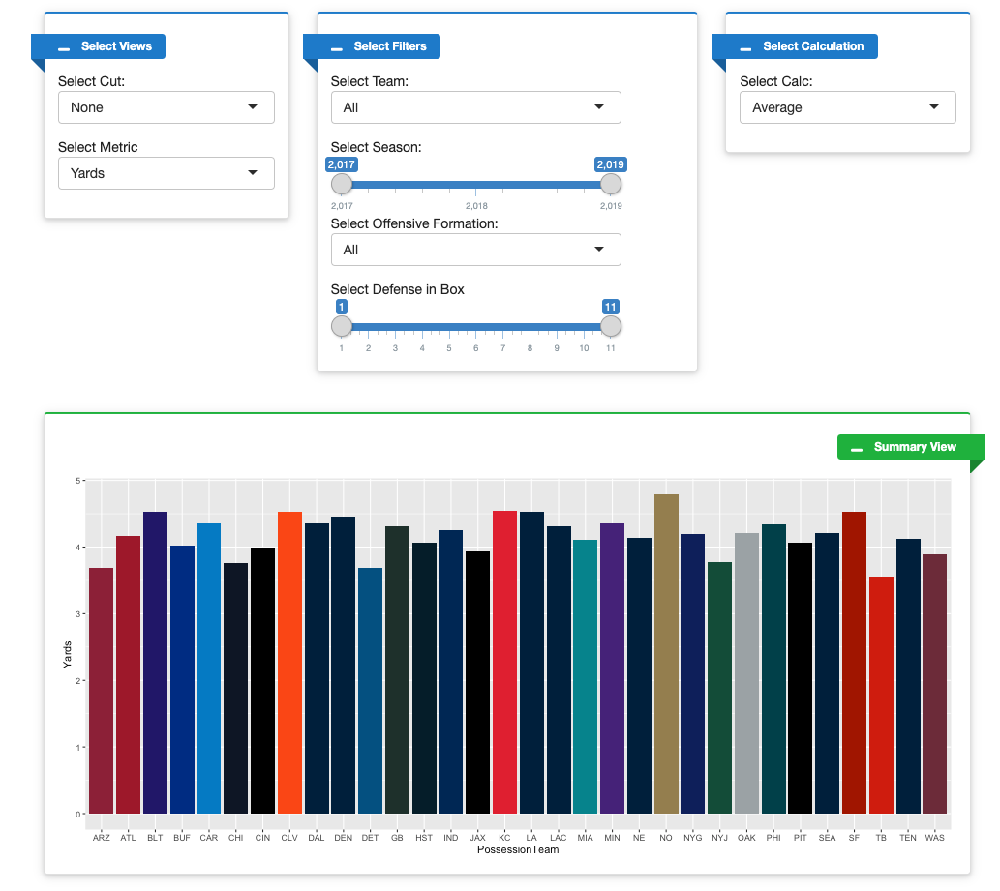 Select Views
Select Cut:
None
Select Metric
Yards
Select Filters
Select Team:
All
Select Season:
2,017 2,019
2,017 2,018 2,019
Select Offensive Formation:
All
Select Defense in Box
1 11
1 2 3 4 5 6 7 8 9 10 11
Select Calculation
Select Calc:
Average
Summary View
5
4
3
2
1
0
Yards
ARZ ATL BLT BUF CAR CHI CIN CLV DAL DEN DET GB HST IND JAX KC LA LAC MIA MIN NE NO NYG NYJ OAK PHI PIT SEA SF TB TEN WAS
PossessionTeam